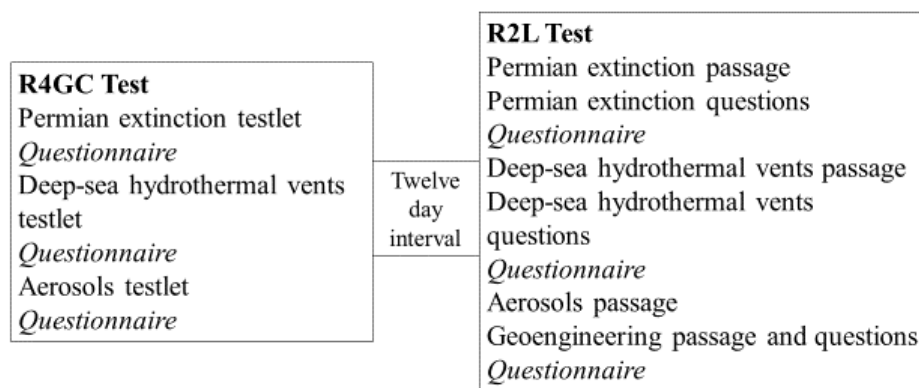 R4GC Test
Permian extinction testlet
Questionnaire
Deep-sea hydrothermal vents
testlet
Questionnaire
Aerosols testlet
Questionnaire
Twelve
day
interval
R2L Test
Permian extinction passage
Permian extinction questions
Questionnaire
Deep-sea hydrothermal vents passage
Deep-sea hydrothermal vents
questions
Questionnaire
Aerosols passage
Geoengineering passage and questions
Questionnaire